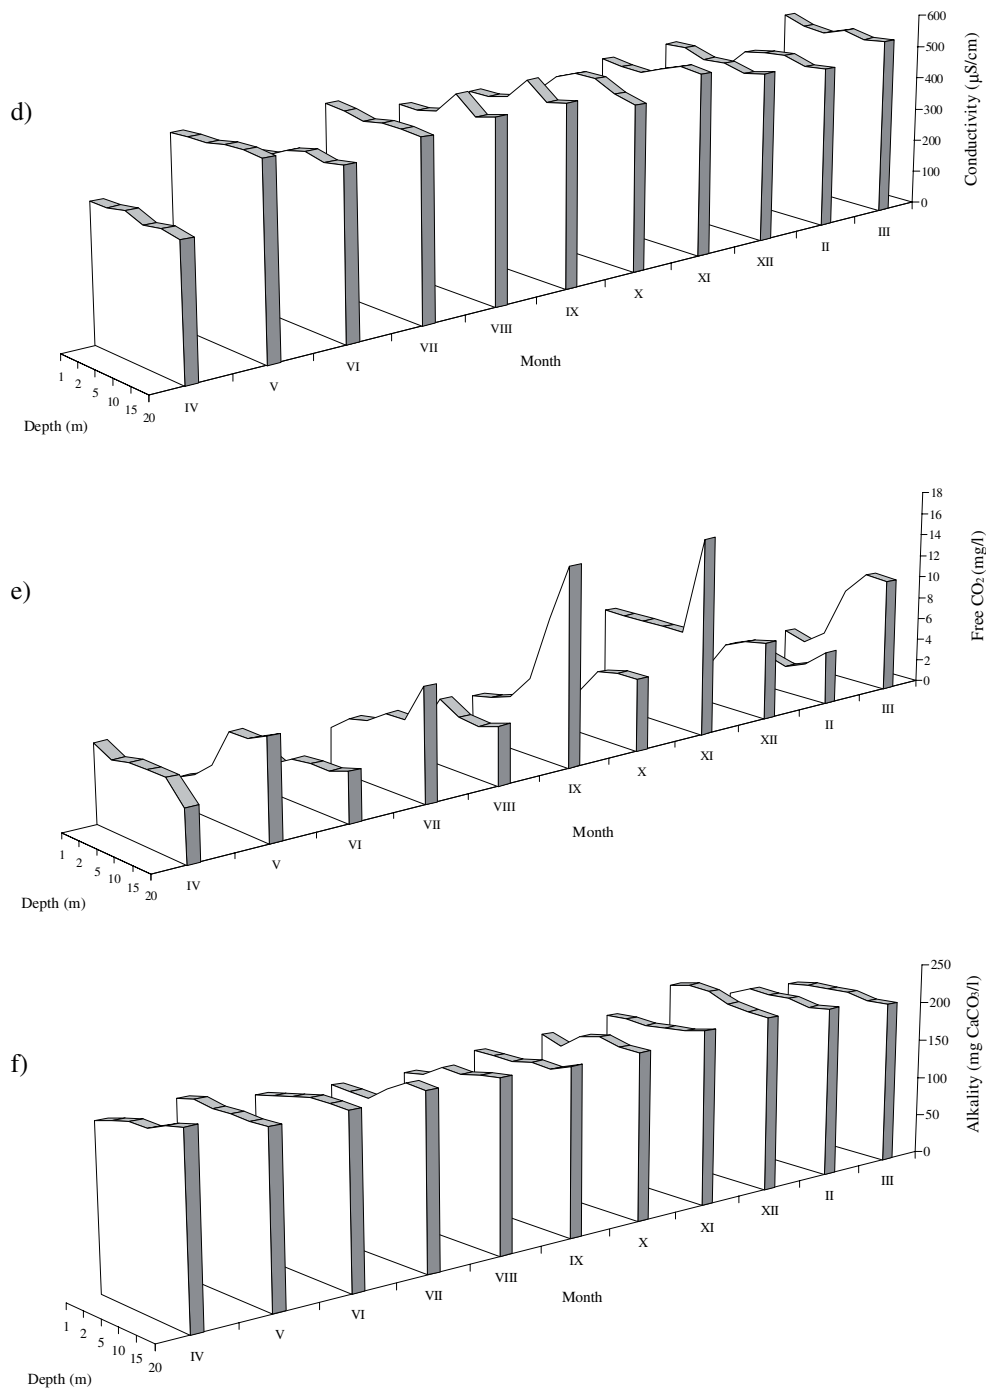 d)
600
500
400
300
200
100
0
Conductivity (μS/cm)
1
2
5
10
15
20
Depth (m)
IV
V
VI
VII
VIII
IX
X
XI
XII
II
III
Month
e)
18
16
14
12
10
8
6
4
2
0
Free CO₂ (mg/l)
1
2
5
10
15
20
Depth (m)
IV
V
VI
VII
VIII
IX
X
XI
XII
II
III
Month
f)
250
200
150
100
50
0
Alkality (mg CaCO₃/l)
1
2
5
10
15
20
Depth (m)
IV
V
VI
VII
VIII
IX
X
XI
XII
II
III
Month